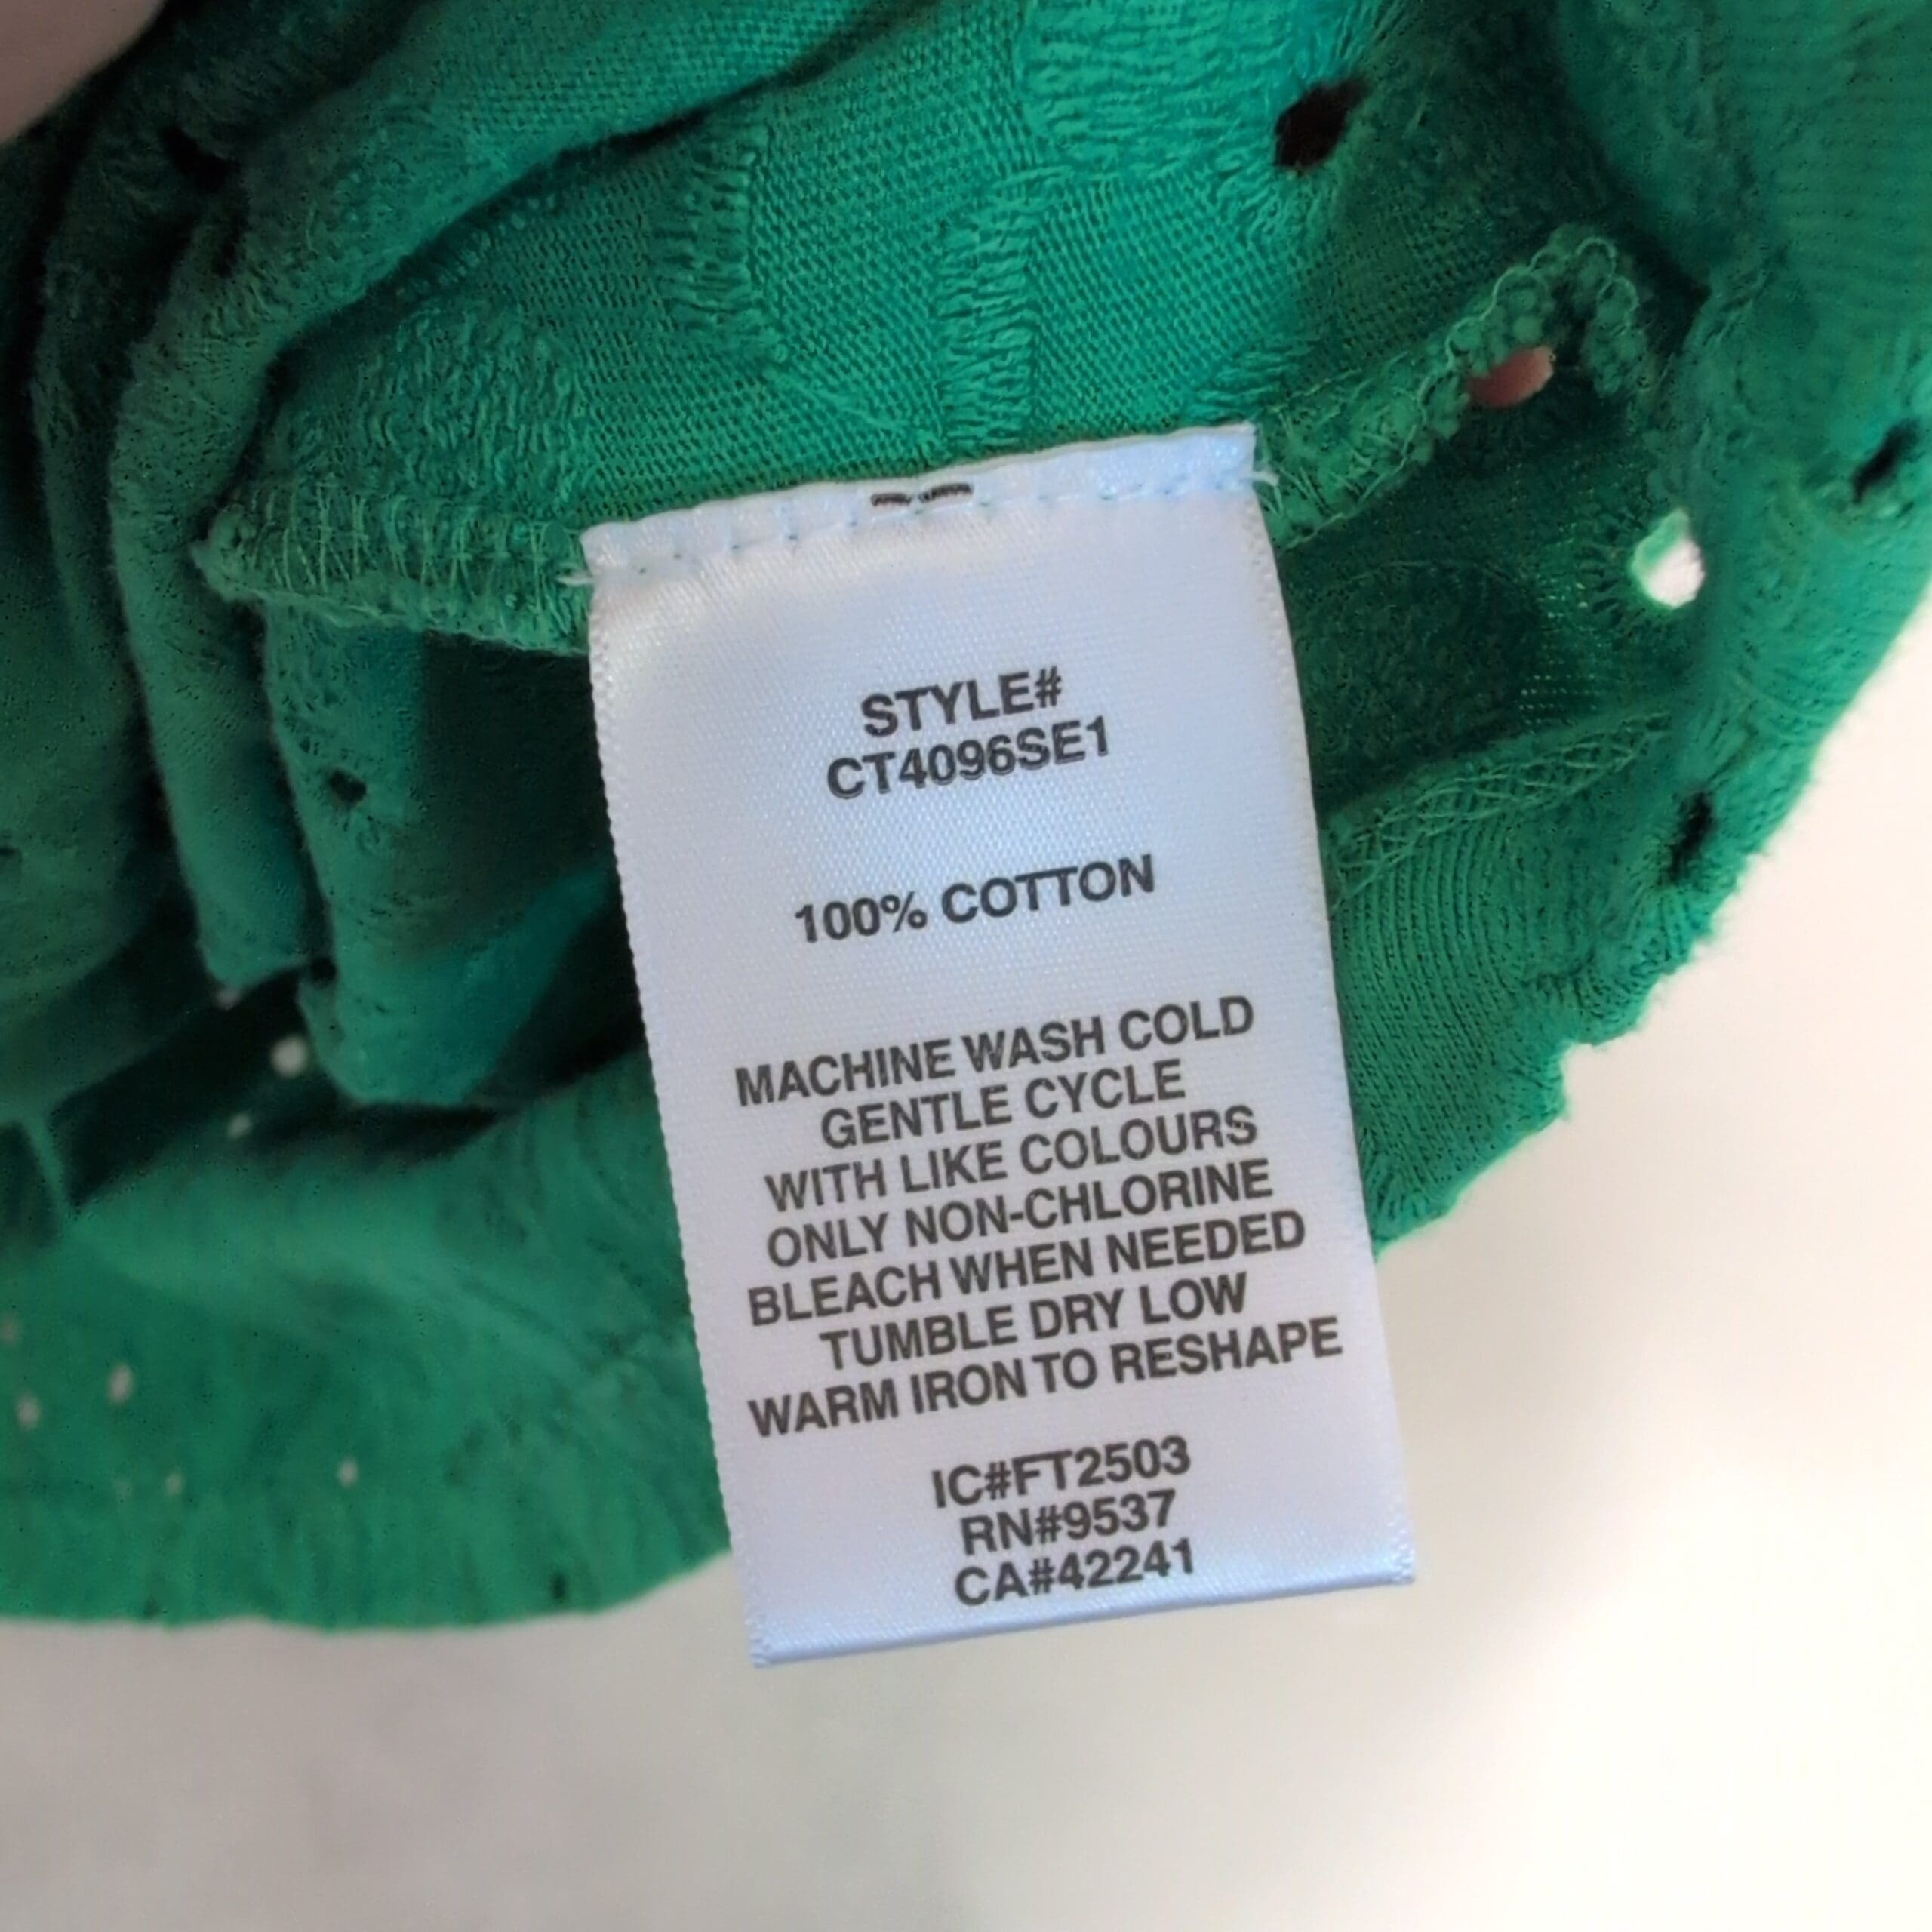 STYLE#
CT4096SE1
100% COTTON
MACHINE WASH COLD
GENTLE CYCLE
WITH LIKE COLOURS
ONLY NON-CHLORINE
BLEACH WHEN NEEDED
TUMBLE DRY LOW
WARM IRON TO RESHAPE
IC#FT2503
RN#9537
CA#42241